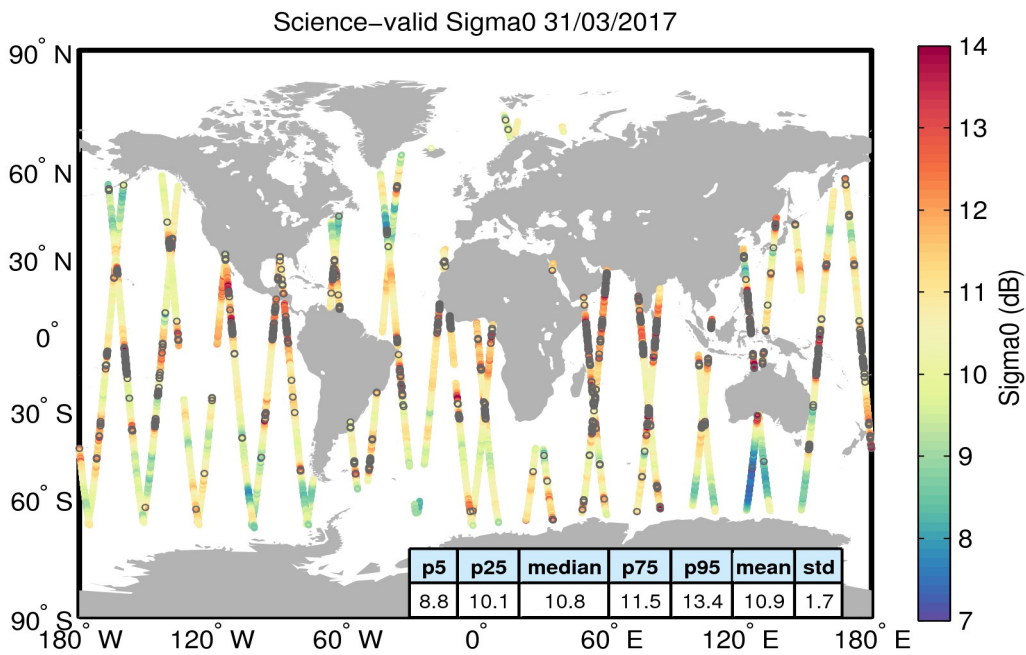 Science−valid Sigma0 31/03/2017
90° N
60° N
30° N
0°
30° S
60° S
90° S
180° W
120° W
60° W
0°
60° E
120° E
180° E
p5 p25 median p75 p95 mean std
8.8 10.1 10.8 11.5 13.4 10.9 1.7
14
13
12
11
10
9
8
7
Sigma0 (dB)